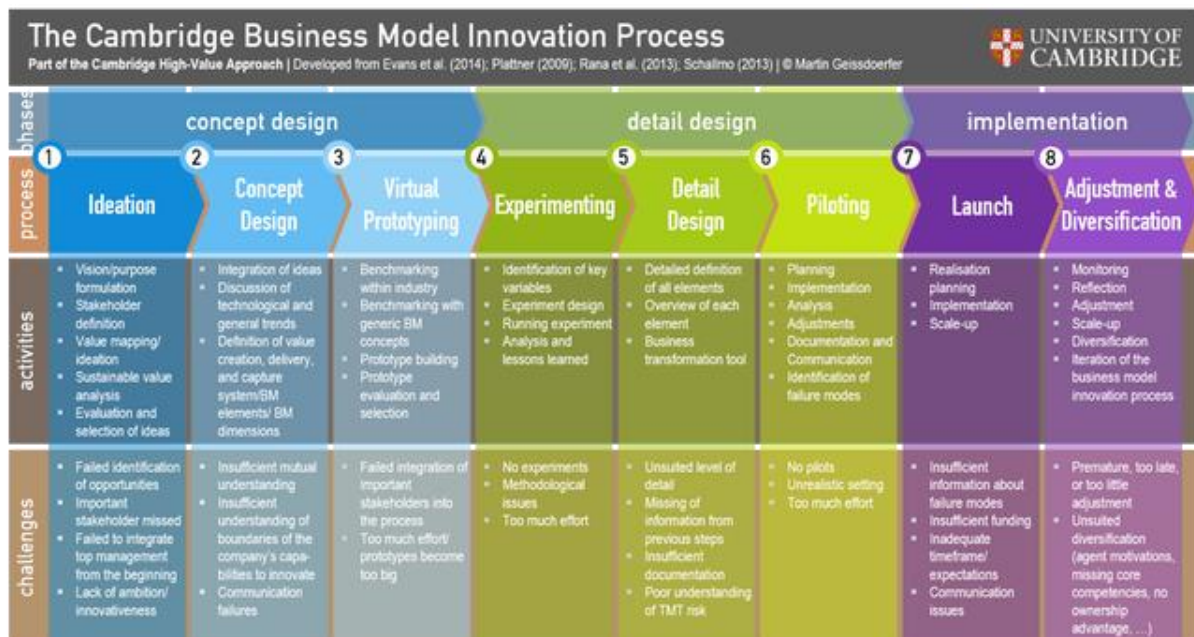 The Cambridge Business Model Innovation Process
Part of the Cambridge High-Value Approach | Developed from Evans et al. (2014); Plattner (2009); Rana et al. (2013); Schallmo (2013) | © Martin Geissdoerfer
UNIVERSITY OF
CAMBRIDGE
phases
concept design
detail design
implementation
process
1
Ideation
2
Concept
Design
3
Virtual
Prototyping
4
Experimenting
5
Detail
Design
6
Piloting
7
Launch
8
Adjustment &
Diversification
activities
▪ Vision/purpose
formulation
▪ Stakeholder
definition
▪ Value mapping/
ideation
▪ Sustainable value
analysis
▪ Evaluation and
selection of ideas
▪ Integration of ideas
▪ Discussion of
technological and
general trends
▪ Definition of value
creation, delivery,
and capture
system/BM
elements/ BM
dimensions
▪ Benchmarking
within industry
▪ Benchmarking with
generic BM
concepts
▪ Prototype building
▪ Prototype
evaluation and
selection
▪ Identification of key
variables
▪ Experiment design
▪ Running experiment
▪ Analysis and
lessons learned
▪ Detailed definition
of all elements
▪ Overview of each
element
▪ Business
transformation tool
▪ Planning
▪ Implementation
▪ Analysis
▪ Adjustments
▪ Documentation and
Communication
▪ Identification of
failure modes
▪ Realisation
planning
▪ Implementation
▪ Scale-up
▪ Monitoring
▪ Reflection
▪ Adjustment
▪ Scale-up
▪ Diversification
▪ Iteration of the
business model
innovation process
challenges
▪ Failed identification
of opportunities
▪ Important
stakeholder missed
▪ Failed to integrate
top management
from the beginning
▪ Lack of ambition/
innovativeness
▪ Insufficient mutual
understanding
▪ Insufficient
understanding of
boundaries of the
company's capa-
bilities to innovate
▪ Communication
failures
▪ Failed integration of
important
stakeholders into
the process
▪ Too much effort/
prototypes become
too big
▪ No experiments
▪ Methodological
issues
▪ Too much effort
▪ Unsuited level of
detail
▪ Missing of
information from
previous steps
▪ Insufficient
documentation
▪ Poor understanding
of TMT risk
▪ No pilots
▪ Unrealistic setting
▪ Too much effort
▪ Insufficient
information about
failure modes
▪ Insufficient funding
▪ Inadequate
timeframe/
expectations
▪ Communication
issues
▪ Premature, too late,
or too little
adjustment
▪ Unsuited
diversification
(agent motivations,
missing core
competencies, no
ownership
advantage, ...)